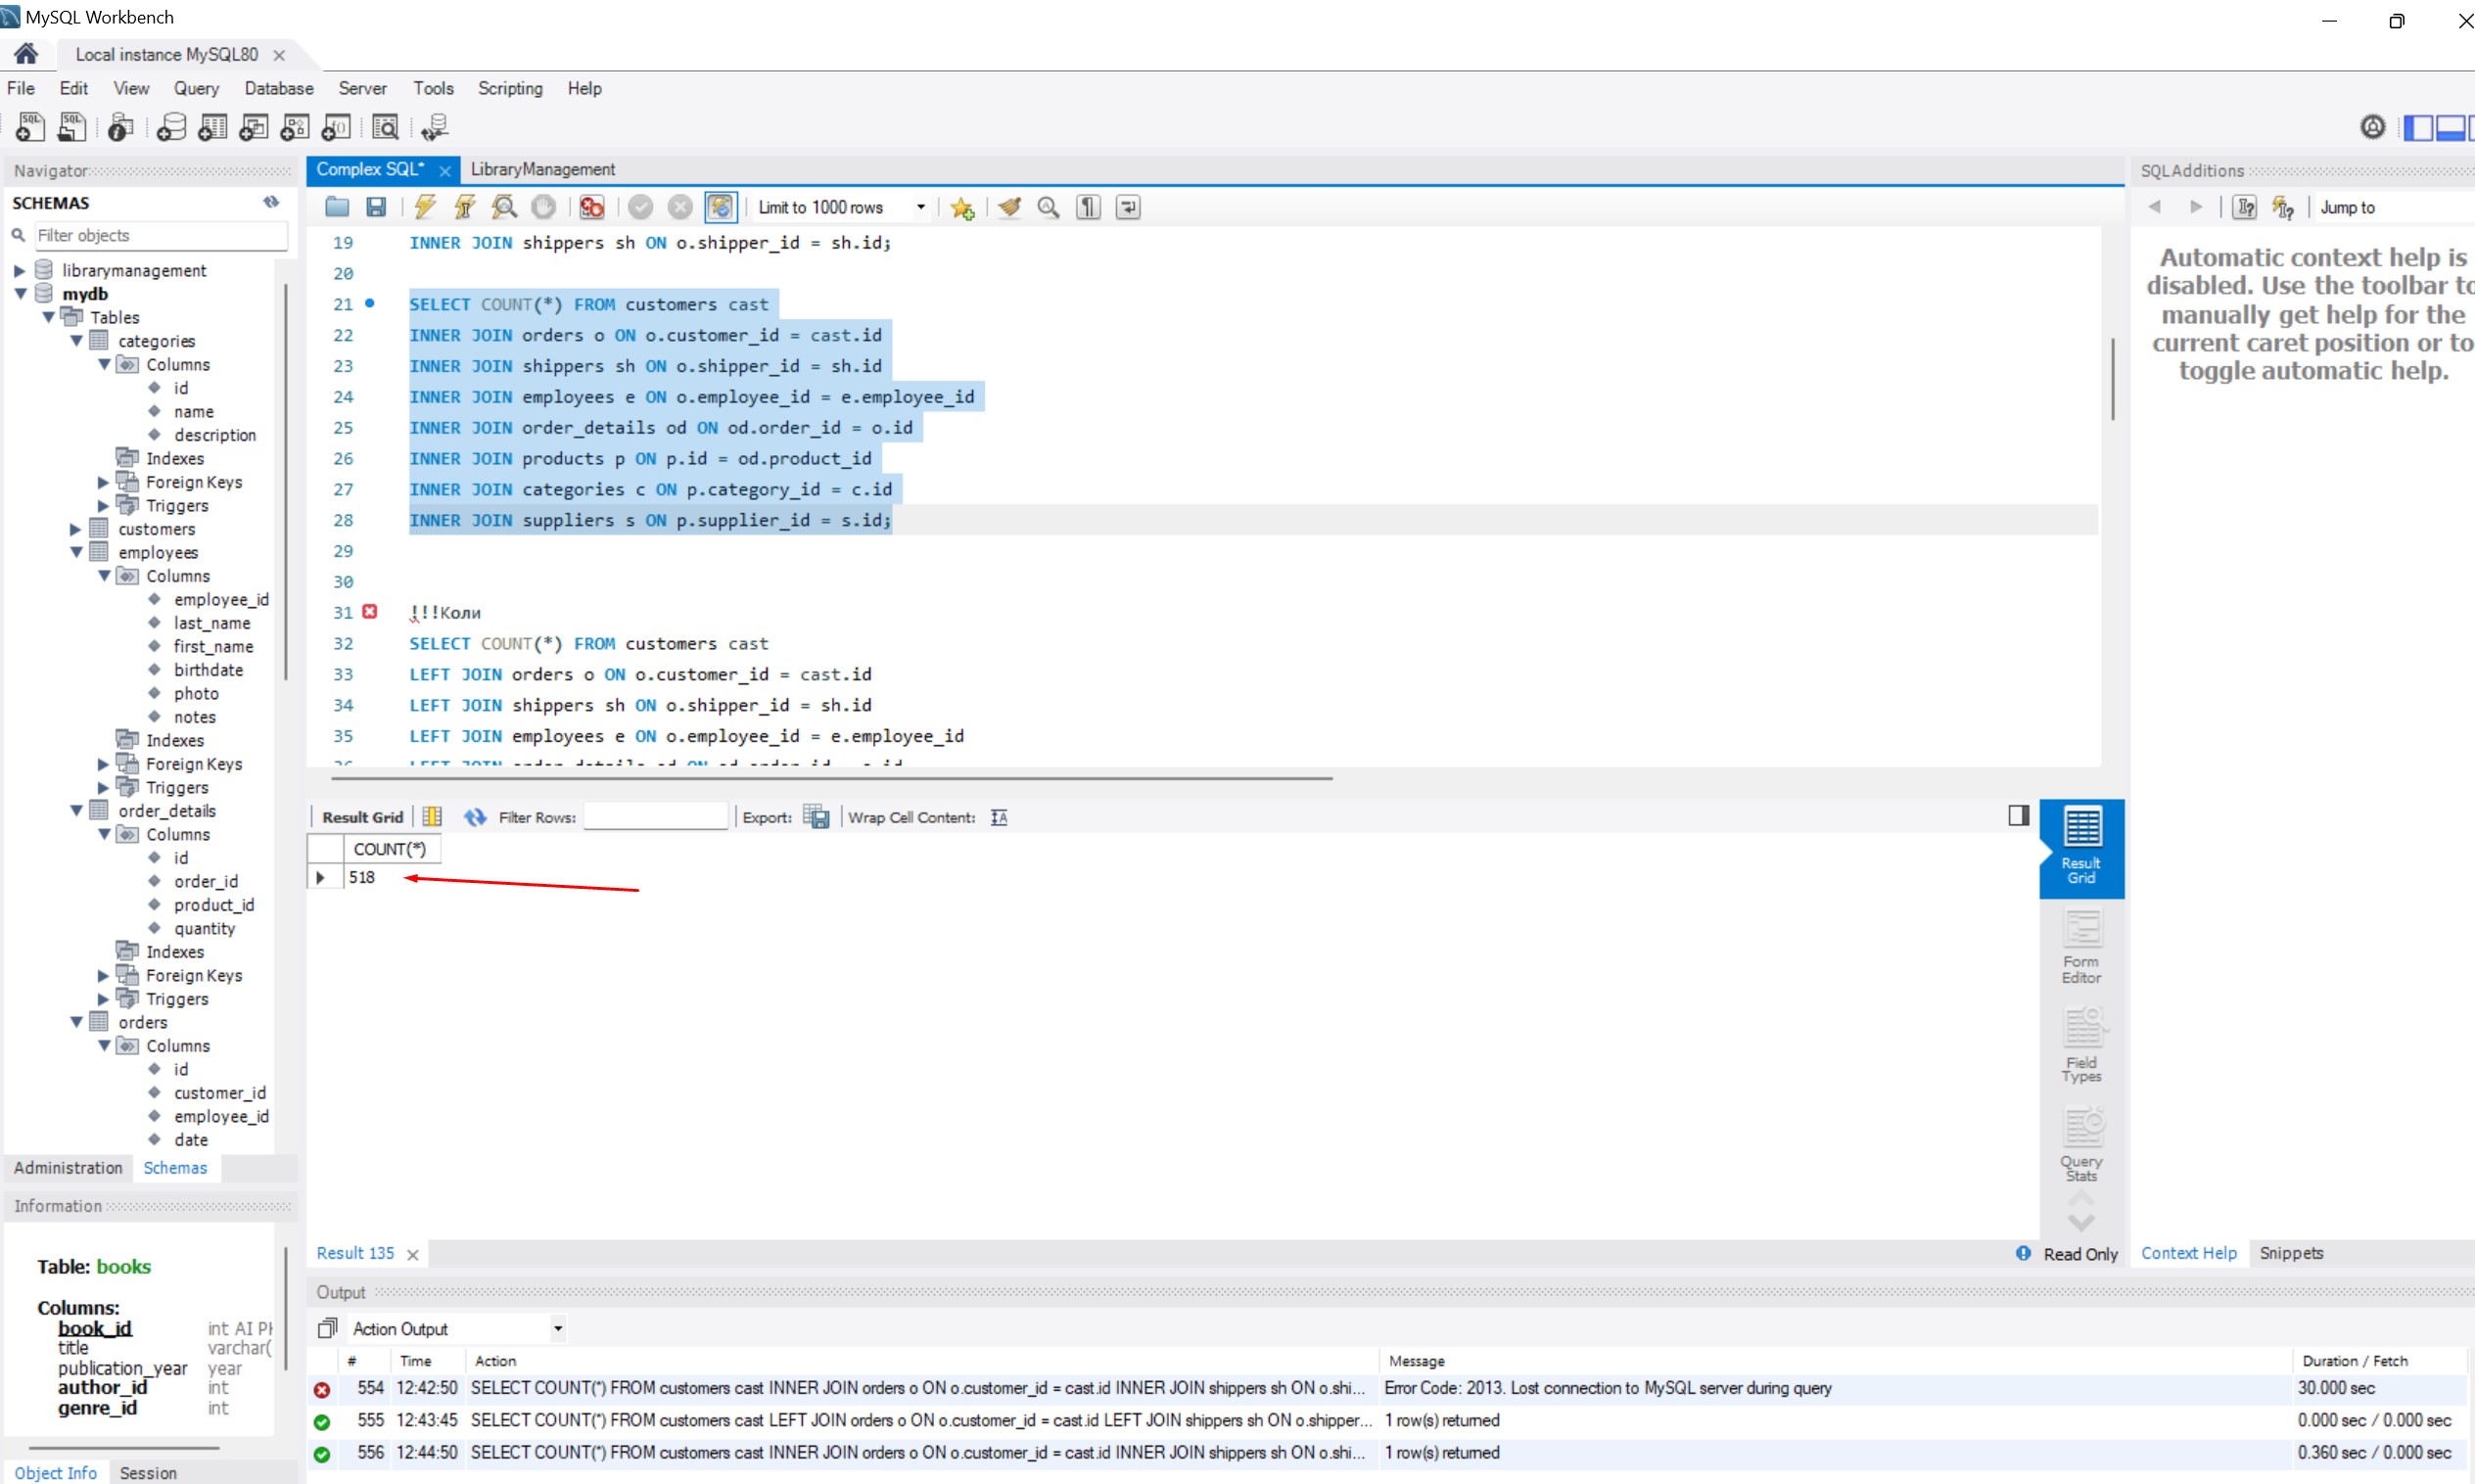 MySQL Workbench
Local instance MySQL80
File Edit View Query Database Server Tools Scripting Help
Navigator
SCHEMAS
Filter objects
librarymanagement
mydb
Tables
categories
Columns
id
name
description
Indexes
Foreign Keys
Triggers
customers
employees
Columns
employee_id
last_name
first_name
birthdate
photo
notes
Indexes
Foreign Keys
Triggers
order_details
Columns
id
order_id
product_id
quantity
Indexes
Foreign Keys
Triggers
orders
Columns
id
customer_id
employee_id
date
Administration Schemas
Information
Table: books
Columns:
book_id int AI
title varchar(
publication_year year
author_id int
genre_id int
Object Info Session
Complex SQL* LibraryManagement
Limit to 1000 rows
19 INNER JOIN shippers sh ON o.shipper_id = sh.id;
20
21 SELECT COUNT(*) FROM customers cast
22 INNER JOIN orders o ON o.customer_id = cast.id
23 INNER JOIN shippers sh ON o.shipper_id = sh.id
24 INNER JOIN employees e ON o.employee_id = e.employee_id
25 INNER JOIN order_details od ON od.order_id = o.id
26 INNER JOIN products p ON p.id = od.product_id
27 INNER JOIN categories c ON p.category_id = c.id
28 INNER JOIN suppliers s ON p.supplier_id = s.id;
29
30
31 !!!Коли
32 SELECT COUNT(*) FROM customers cast
33 LEFT JOIN orders o ON o.customer_id = cast.id
34 LEFT JOIN shippers sh ON o.shipper_id = sh.id
35 LEFT JOIN employees e ON o.employee_id = e.employee_id
Result Grid Filter Rows: Export: Wrap Cell Content:
COUNT(*)
518
Result Grid
Form Editor
Field Types
Query Stats
Result 135
Read Only
Output
Action Output
# Time Action Message Duration / Fetch
554 12:42:50 SELECT COUNT(*) FROM customers cast INNER JOIN orders o ON o.customer_id = cast.id INNER JOIN shippers sh ON o.shi... Error Code: 2013. Lost connection to MySQL server during query 30.000 sec
555 12:43:45 SELECT COUNT(*) FROM customers cast LEFT JOIN orders o ON o.customer_id = cast.id LEFT JOIN shippers sh ON o.shipper... 1 row(s) returned 0.000 sec / 0.000 sec
556 12:44:50 SELECT COUNT(*) FROM customers cast INNER JOIN orders o ON o.customer_id = cast.id INNER JOIN shippers sh ON o.shi... 1 row(s) returned 0.360 sec / 0.000 sec
SQLAdditions
Jump to
Automatic context help is
disabled. Use the toolbar to
manually get help for the
current caret position or to
toggle automatic help.
Context Help Snippets